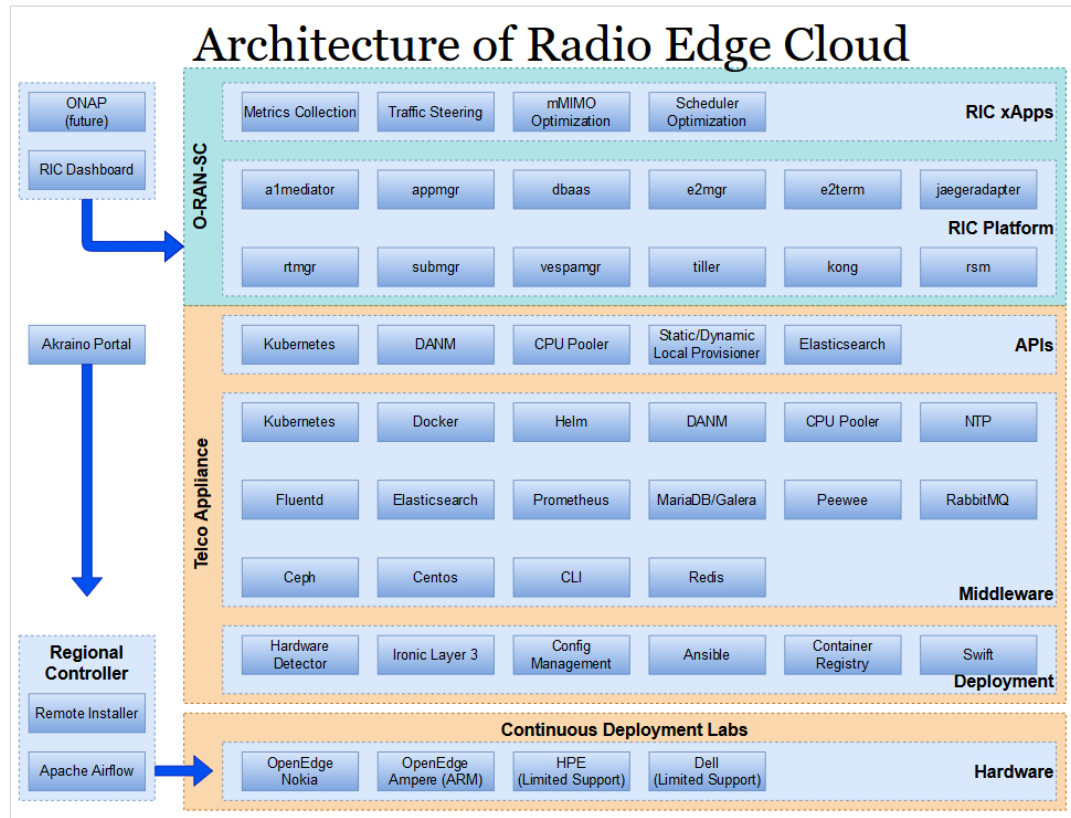 Architecture of Radio Edge Cloud
ONAP
(future)
RIC Dashboard
O-RAN-SC
Metrics Collection
Traffic Steering
mMIMO
Optimization
Scheduler
Optimization
RIC xApps
a1mediator
appmgr
dbaas
e2mgr
e2term
jaegeradapter
RIC Platform
rtmgr
submgr
vespamgr
tiller
kong
rsm
Akraino Portal
Telco Appliance
Kubernetes
DANM
CPU Pooler
Static/Dynamic
Local Provisioner
Elasticsearch
APIs
Kubernetes
Docker
Helm
DANM
CPU Pooler
NTP
Fluentd
Elasticsearch
Prometheus
MariaDB/Galera
Peewee
RabbitMQ
Ceph
Centos
CLI
Redis
Middleware
Hardware
Detector
Ironic Layer 3
Config
Management
Ansible
Container
Registry
Swift
Deployment
Regional
Controller
Remote Installer
Apache Airflow
Continuous Deployment Labs
OpenEdge
Nokia
OpenEdge
Ampere (ARM)
HPE
(Limited Support)
Dell
(Limited Support)
Hardware